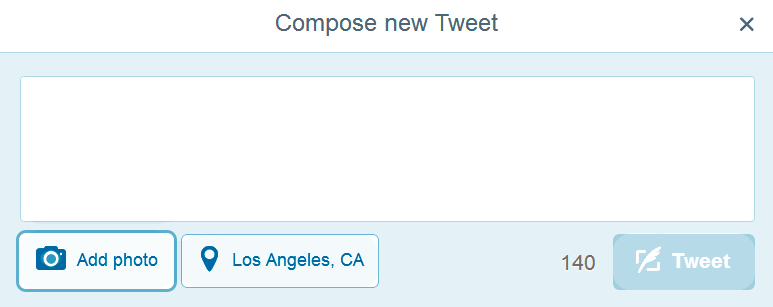 Compose new Tweet
Add photo Los Angeles, CA 140 Tweet